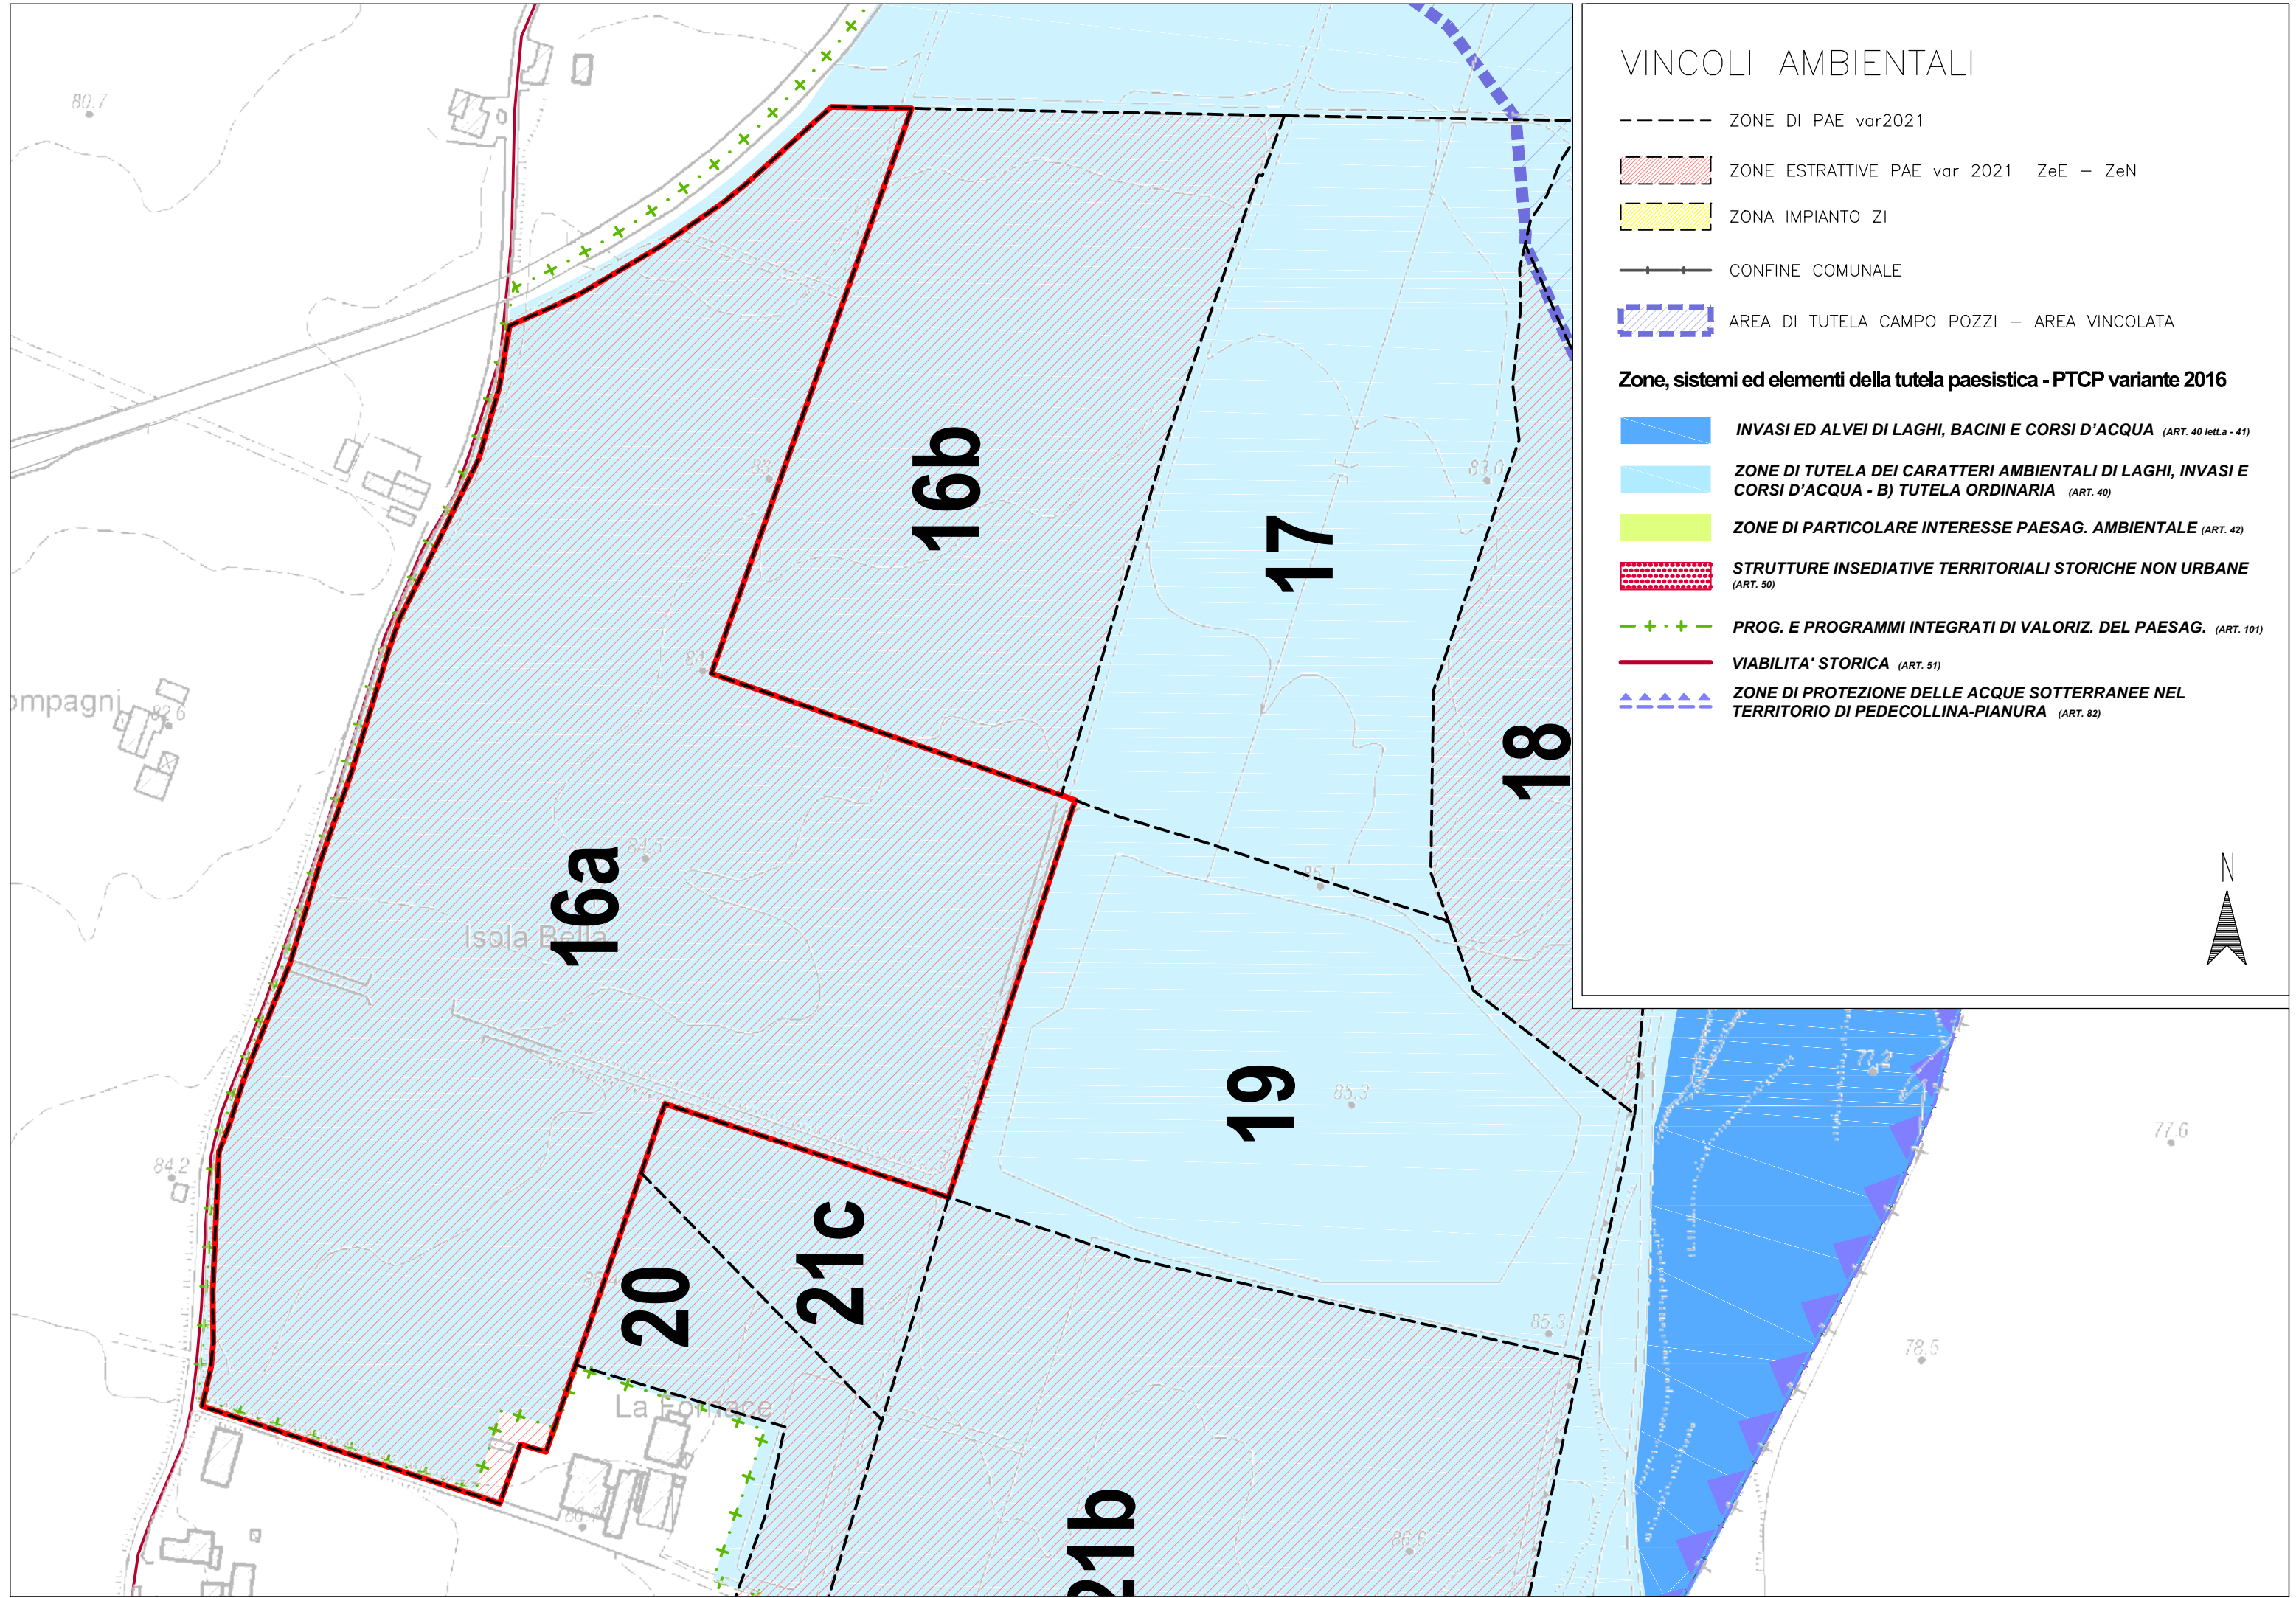 VINCOLI AMBIENTALI
ZONE DI PAE var2021
ZONE ESTRATTIVE PAE var 2021 ZeE – ZeN
ZONA IMPIANTO ZI
CONFINE COMUNALE
AREA DI TUTELA CAMPO POZZI – AREA VINCOLATA
Zone, sistemi ed elementi della tutela paesistica - PTCP variante 2016
INVASI ED ALVEI DI LAGHI, BACINI E CORSI D'ACQUA (ART. 40 lett.a - 41)
ZONE DI TUTELA DEI CARATTERI AMBIENTALI DI LAGHI, INVASI E
CORSI D'ACQUA - B) TUTELA ORDINARIA (ART. 40)
ZONE DI PARTICOLARE INTERESSE PAESAG. AMBIENTALE (ART. 42)
STRUTTURE INSEDIATIVE TERRITORIALI STORICHE NON URBANE
(ART. 50)
PROG. E PROGRAMMI INTEGRATI DI VALORIZ. DEL PAESAG. (ART. 101)
VIABILITA' STORICA (ART. 51)
ZONE DI PROTEZIONE DELLE ACQUE SOTTERRANEE NEL
TERRITORIO DI PEDECOLLINA-PIANURA (ART. 82)
N
80.7
16b
83.0
17
ompagni
82.6
18
84.5
16a
85.1
Isola Bella
77.2
19
85.3
77.6
84.2
21c
20
85.3
78.5
La Fornace
21b
86.6